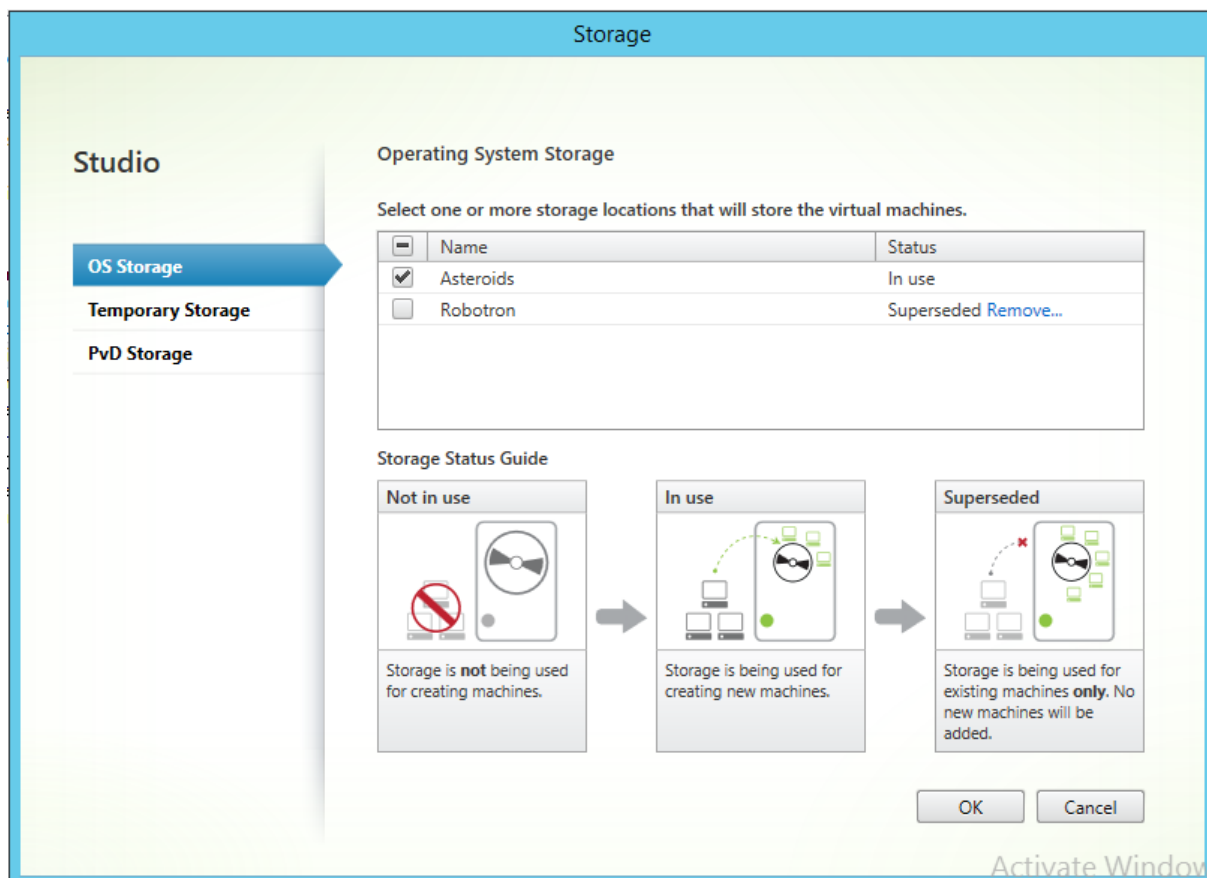 Storage
Studio
OS Storage
Temporary Storage
PvD Storage
Operating System Storage
Select one or more storage locations that will store the virtual machines.
Name Status
Asteroids In use
Robotron Superseded Remove...
Storage Status Guide
Not in use
Storage is not being used
for creating machines.
In use
Storage is being used for
creating new machines.
Superseded
Storage is being used for
existing machines only. No
new machines will be
added.
OK Cancel
Activate Window